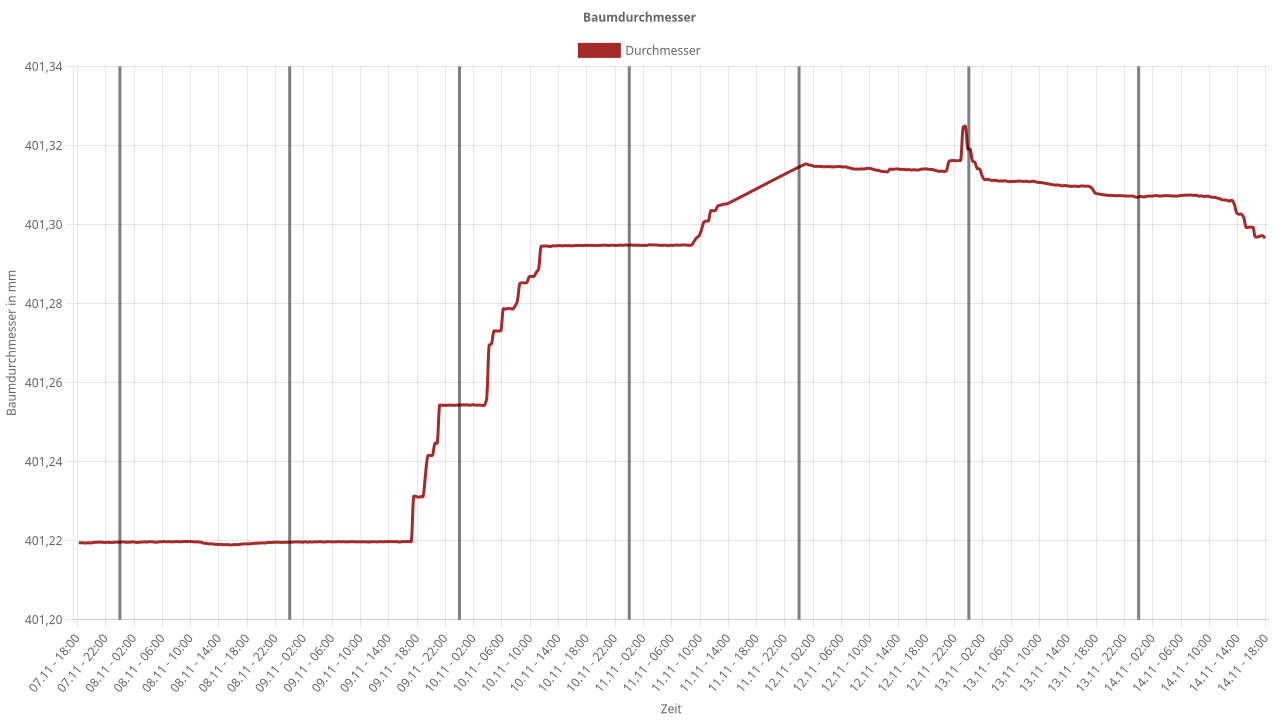 Baumdurchmesser
Durchmesser
401,34
401,32
401,30
401,28
401,26
401,24
401,22
401,20
Baumdurchmesser in mm
07.11 - 18:00
07.11 - 22:00
08.11 - 02:00
08.11 - 06:00
08.11 - 10:00
08.11 - 14:00
08.11 - 18:00
08.11 - 22:00
09.11 - 02:00
09.11 - 06:00
09.11 - 10:00
09.11 - 14:00
09.11 - 18:00
09.11 - 22:00
10.11 - 02:00
10.11 - 06:00
10.11 - 10:00
10.11 - 14:00
10.11 - 18:00
10.11 - 22:00
11.11 - 02:00
11.11 - 06:00
11.11 - 10:00
11.11 - 14:00
11.11 - 18:00
11.11 - 22:00
12.11 - 02:00
12.11 - 06:00
12.11 - 10:00
12.11 - 14:00
12.11 - 18:00
12.11 - 22:00
13.11 - 02:00
13.11 - 06:00
13.11 - 10:00
13.11 - 14:00
13.11 - 18:00
13.11 - 22:00
14.11 - 02:00
14.11 - 06:00
14.11 - 10:00
14.11 - 14:00
14.11 - 18:00
Zeit